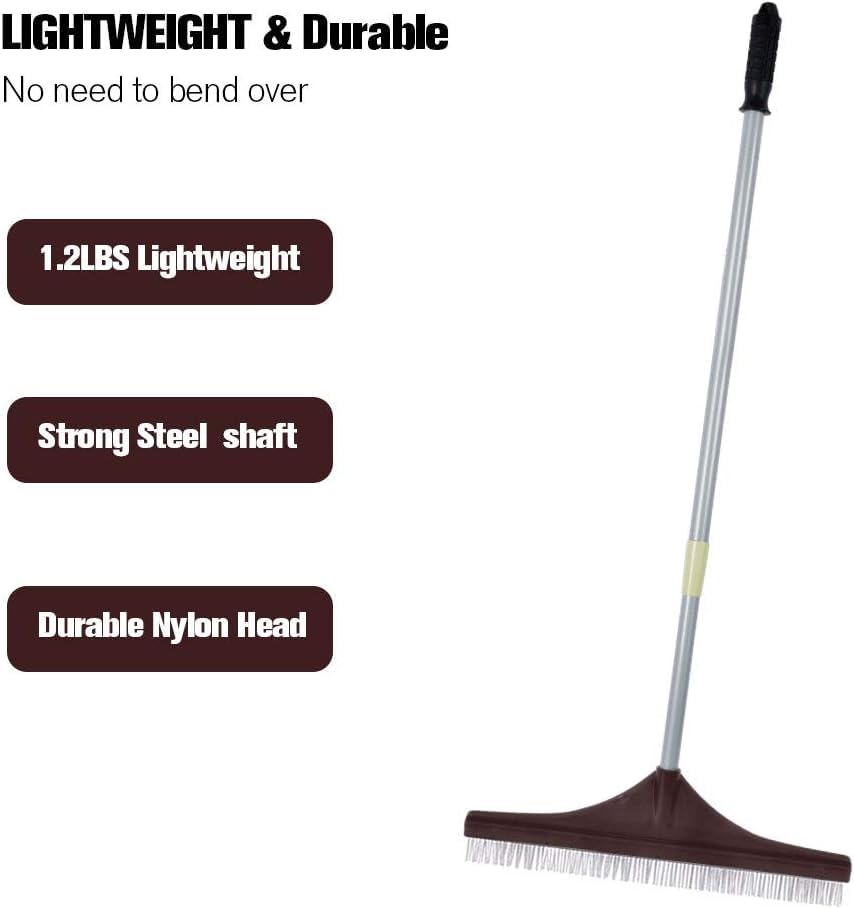 LIGHTWEIGHT & Durable
No need to bend over
1.2LBS Lightweight
Strong Steel shaft
Durable Nylon Head